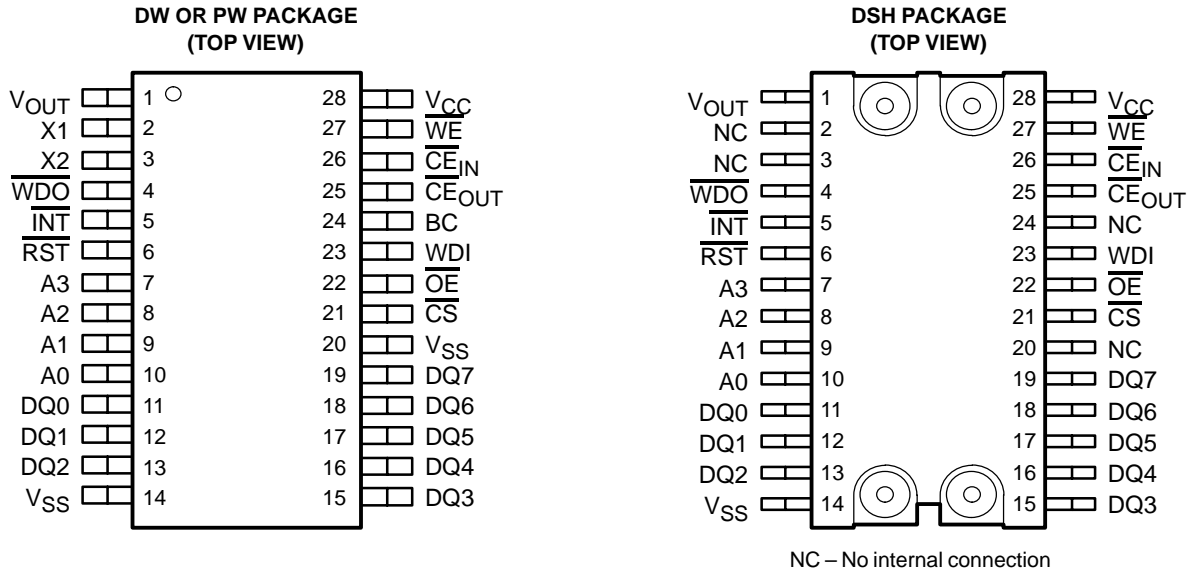 DW OR PW PACKAGE
(TOP VIEW)
VOUT 1 28 VCC
X1 2 27 WE
X2 3 26 CEIN
WDO 4 25 CEOUT
INT 5 24 BC
RST 6 23 WDI
A3 7 22 OE
A2 8 21 CS
A1 9 20 VSS
A0 10 19 DQ7
DQ0 11 18 DQ6
DQ1 12 17 DQ5
DQ2 13 16 DQ4
VSS 14 15 DQ3
DSH PACKAGE
(TOP VIEW)
VOUT 1 28 VCC
NC 2 27 WE
NC 3 26 CEIN
WDO 4 25 CEOUT
INT 5 24 NC
RST 6 23 WDI
A3 7 22 OE
A2 8 21 CS
A1 9 20 NC
A0 10 19 DQ7
DQ0 11 18 DQ6
DQ1 12 17 DQ5
DQ2 13 16 DQ4
VSS 14 15 DQ3
NC – No internal connection